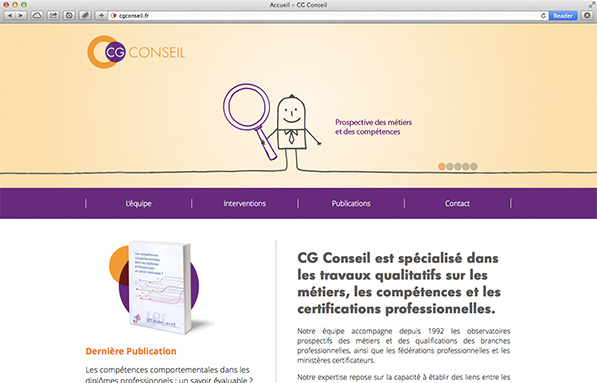 Accueil – CG Conseil
cgconseil.fr
Reader
CG CONSEIL
Prospective des métiers
et des compétences
L'équipe
Interventions
Publications
Contact
Les compétences
comportementales
dans les diplômes
professionnels :
un savoir évaluable ?
Dernière Publication
Les compétences comportementales dans les
diplômes professionnels : un savoir évaluable ?
CG Conseil est spécialisé dans
les travaux qualitatifs sur les
métiers, les compétences et les
certifications professionnelles.
Notre équipe accompagne depuis 1992 les observatoires
prospectifs des métiers et des qualifications des branches
professionnelles, ainsi que les fédérations professionnelles et les
ministères certificateurs.
Notre expertise repose sur la capacité à établir des liens entre les